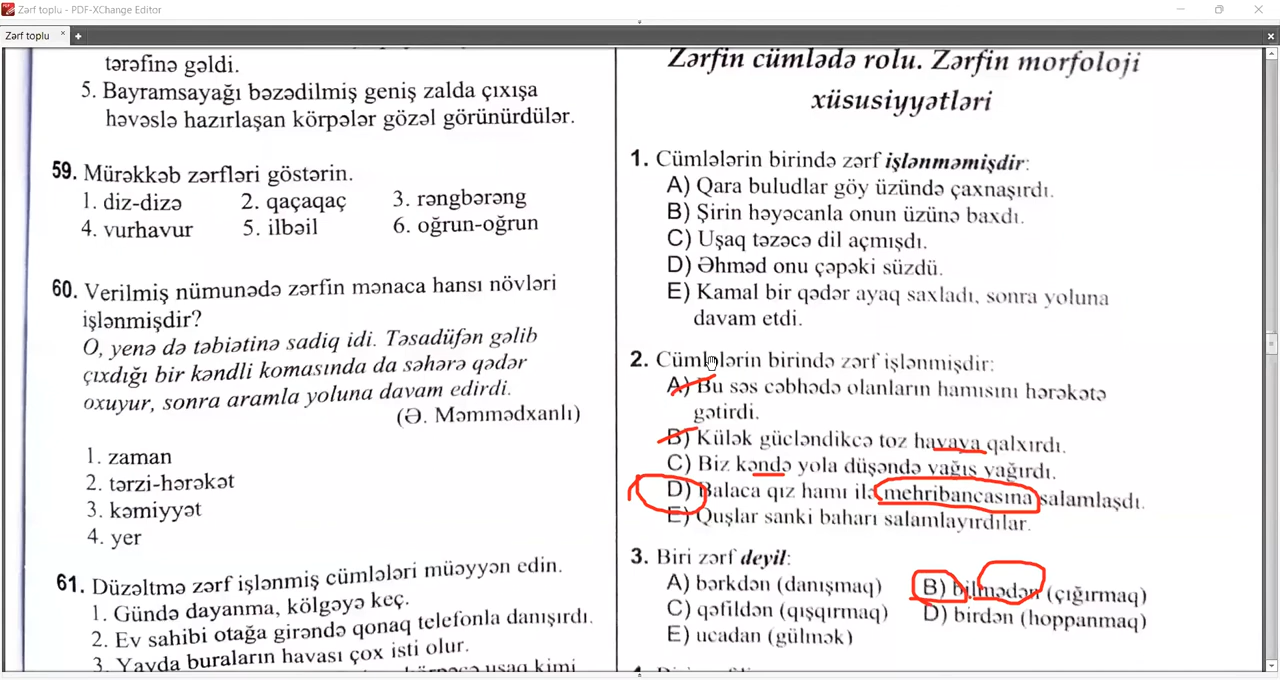 Zərf toplu - PDF-XChange Editor
Zərf toplu
tərəfinə gəldi.
5. Bayramsayağı bəzədilmiş geniş zalda çıxışa
həvəslə hazırlaşan körpələr gözəl görünürdülər.
59. Mürəkkəb zərfləri göstərin.
1. diz-dizə 2. qaçaqaç 3. rəngbərəng
4. vurhavur 5. ilbəil 6. oğrun-oğrun
60. Verilmiş nümunədə zərfin mənaca hansı növləri
işlənmişdir?
O, yenə də təbiətinə sadiq idi. Təsadüfən gəlib
çıxdığı bir kəndli komasında da səhərə qədər
oxuyur, sonra aramla yoluna davam edirdi.
(Ə. Məmmədxanlı)
1. zaman
2. tərzi-hərəkət
3. kəmiyyət
4. yer
61. Düzəltmə zərf işlənmiş cümlələri müəyyən edin.
1. Gündə dayanma, kölgəyə keç.
2. Ev sahibi otağa girəndə qonaq telefonla danışırdı.
3. Yayda buraların havası çox isti olur.
uşaq kimi
Zərfin cümlədə rolu. Zərfin morfoloji
xüsusiyyətləri
1. Cümlələrin birində zərf işlənməmişdir:
A) Qara buludlar göy üzündə çaxnaşırdı.
B) Şirin həyəcanla onun üzünə baxdı.
C) Uşaq təzəcə dil açmışdı.
D) Əhməd onu çəpəki süzdü.
E) Kamal bir qədər ayaq saxladı, sonra yoluna
davam etdi.
2. Cümlələrin birində zərf işlənmişdir:
A) Bu səs cəbhədə olanların hamısını hərəkətə
gətirdi.
B) Külək gücləndikcə toz havaya qalxırdı.
C) Biz kəndə yola düşəndə yağış yağırdı.
D) Balaca qız hamı ilə mehribancasına salamlaşdı.
E) Quşlar sanki baharı salamlayırdılar.
3. Biri zərf deyil:
A) bərkdən (danışmaq) B) bilmədən (çığırmaq)
C) qəfildən (qışqırmaq) D) birdən (hoppanmaq)
E) ucadan (gülmək)